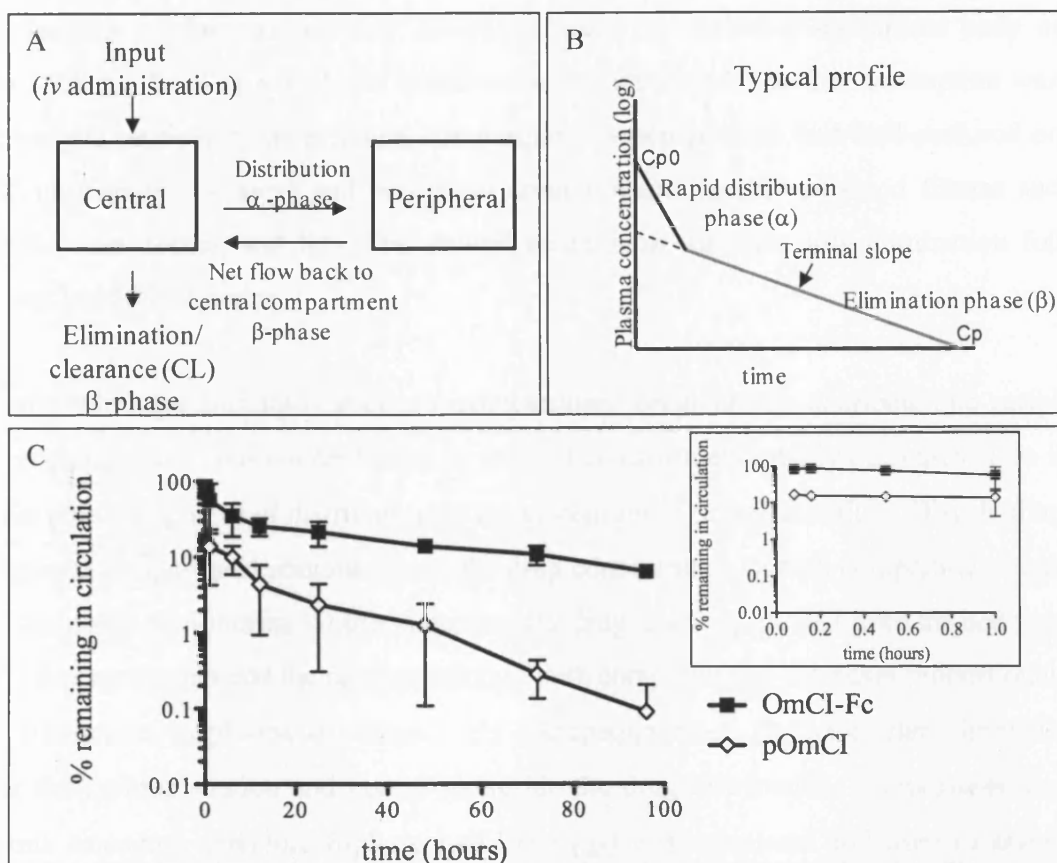 A
Input
(iv administration)
Central
Distribution
α -phase
Peripheral
Net flow back to
central compartment
β-phase
Elimination/
clearance (CL)
β-phase
B
Typical profile
Plasma concentration (log)
Cp0
Rapid distribution
phase (α)
Terminal slope
Elimination phase (β)
Cp
time
C
% remaining in circulation
100
10
1
0.1
0.01
0
20
40
60
80
100
time (hours)
% remaining in circulation
100
10
1
0.1
0.01
0.0
0.2
0.4
0.6
0.8
1.0
time (hours)
OmCI-Fc
pOmCI